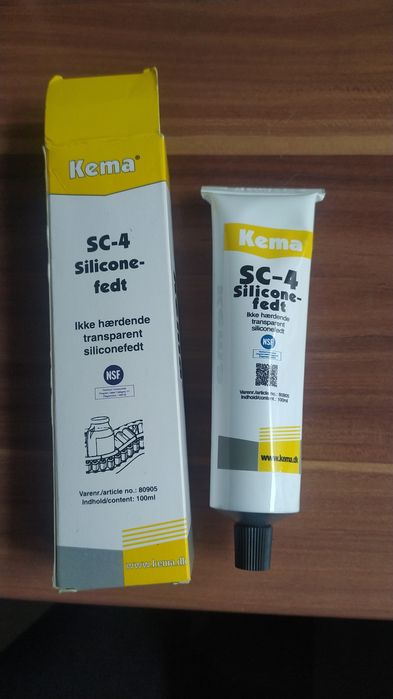 Kema®
SC-4
Silicone-
fedt
Ikke hærdende
transparent
siliconefedt
NSF
Varenr./article no.: 80905
Indhold/content: 100ml
www.kema.dk
Kema
SC-4
Silicone-
fedt
Ikke hærdende
transparent
siliconefedt
NSF
Varenr./article no.: 80905
Indhold/content: 100ml
www.kema.dk